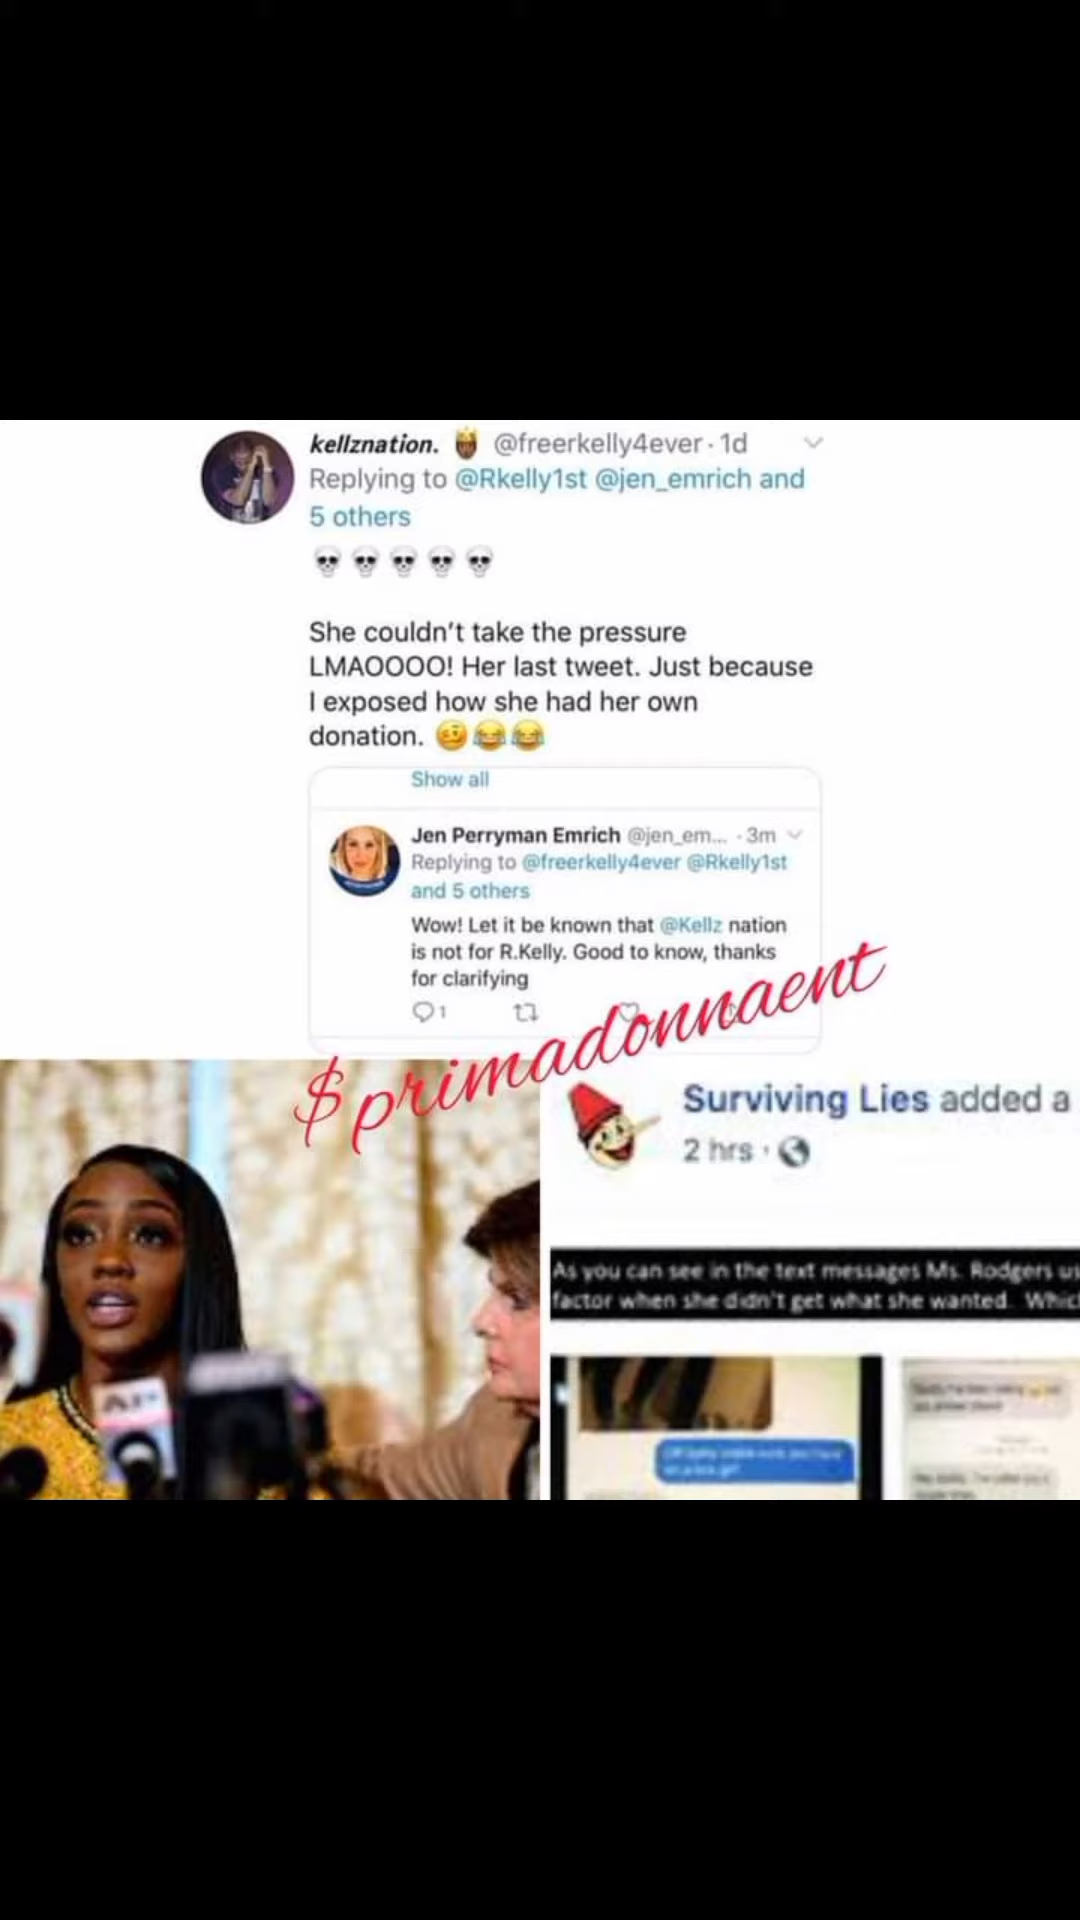 kellznation. @freerkelly4ever · 1d
Replying to @Rkelly1st @jen_emrich and
5 others
She couldn't take the pressure
LMAOOOO! Her last tweet. Just because
I exposed how she had her own
donation.
Show all
Jen Perryman Emrich @jen_em... · 3m
Replying to @freerkelly4ever @Rkelly1st
and 5 others
Wow! Let it be known that @Kellz nation
is not for R.Kelly. Good to know, thanks
for clarifying
1
$primadonnaent
Surviving Lies added a
2 hrs ·
As you can see in the text messages Ms. Rodgers us
factor when she didn't get what she wanted. Whic
AP